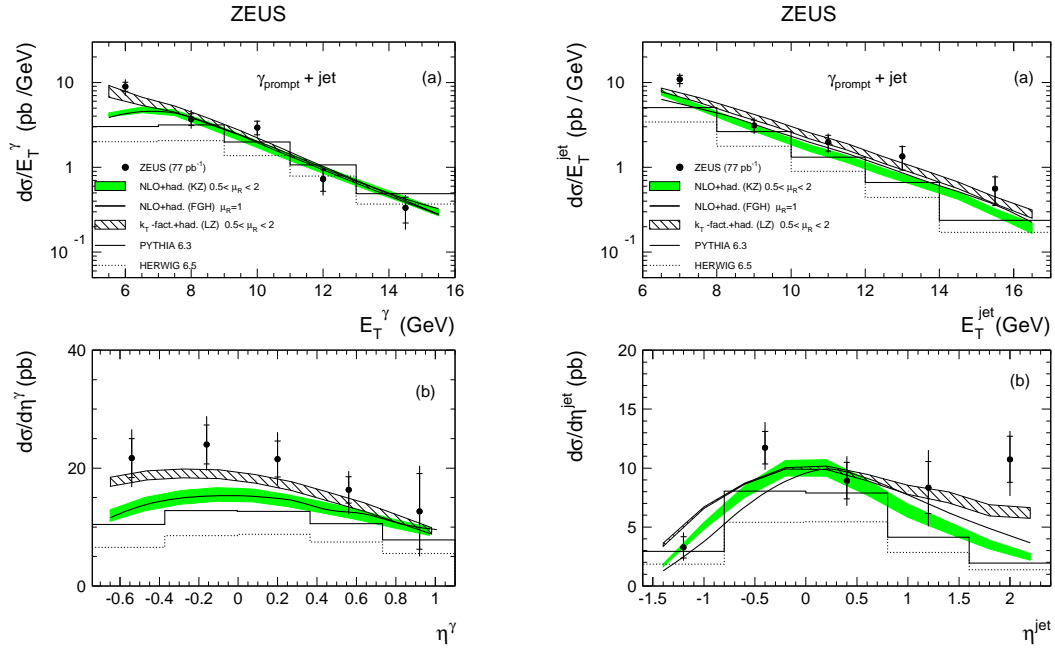 ZEUS
dσ/E_T^γ (pb /GeV)
γ_prompt + jet
(a)
10
1
10^-1
ZEUS (77 pb^-1)
NLO+had. (KZ) 0.5< μ_R < 2
NLO+had. (FGH) μ_R=1
k_T -fact.+had. (LZ) 0.5< μ_R < 2
PYTHIA 6.3
HERWIG 6.5
6 8 10 12 14 16
E_T^γ (GeV)
dσ/dη^γ (pb)
(b)
40
20
0
-0.6 -0.4 -0.2 0 0.2 0.4 0.6 0.8 1
η^γ
ZEUS
dσ/E_T^jet (pb / GeV)
γ_prompt + jet
(a)
10
1
10^-1
ZEUS (77 pb^-1)
NLO+had. (KZ) 0.5< μ_R < 2
NLO+had. (FGH) μ_R=1
k_T -fact.+had. (LZ) 0.5< μ_R < 2
PYTHIA 6.3
HERWIG 6.5
6 8 10 12 14 16
E_T^jet (GeV)
dσ/dη^jet (pb)
(b)
20
15
10
5
0
-1.5 -1 -0.5 0 0.5 1 1.5 2
η^jet